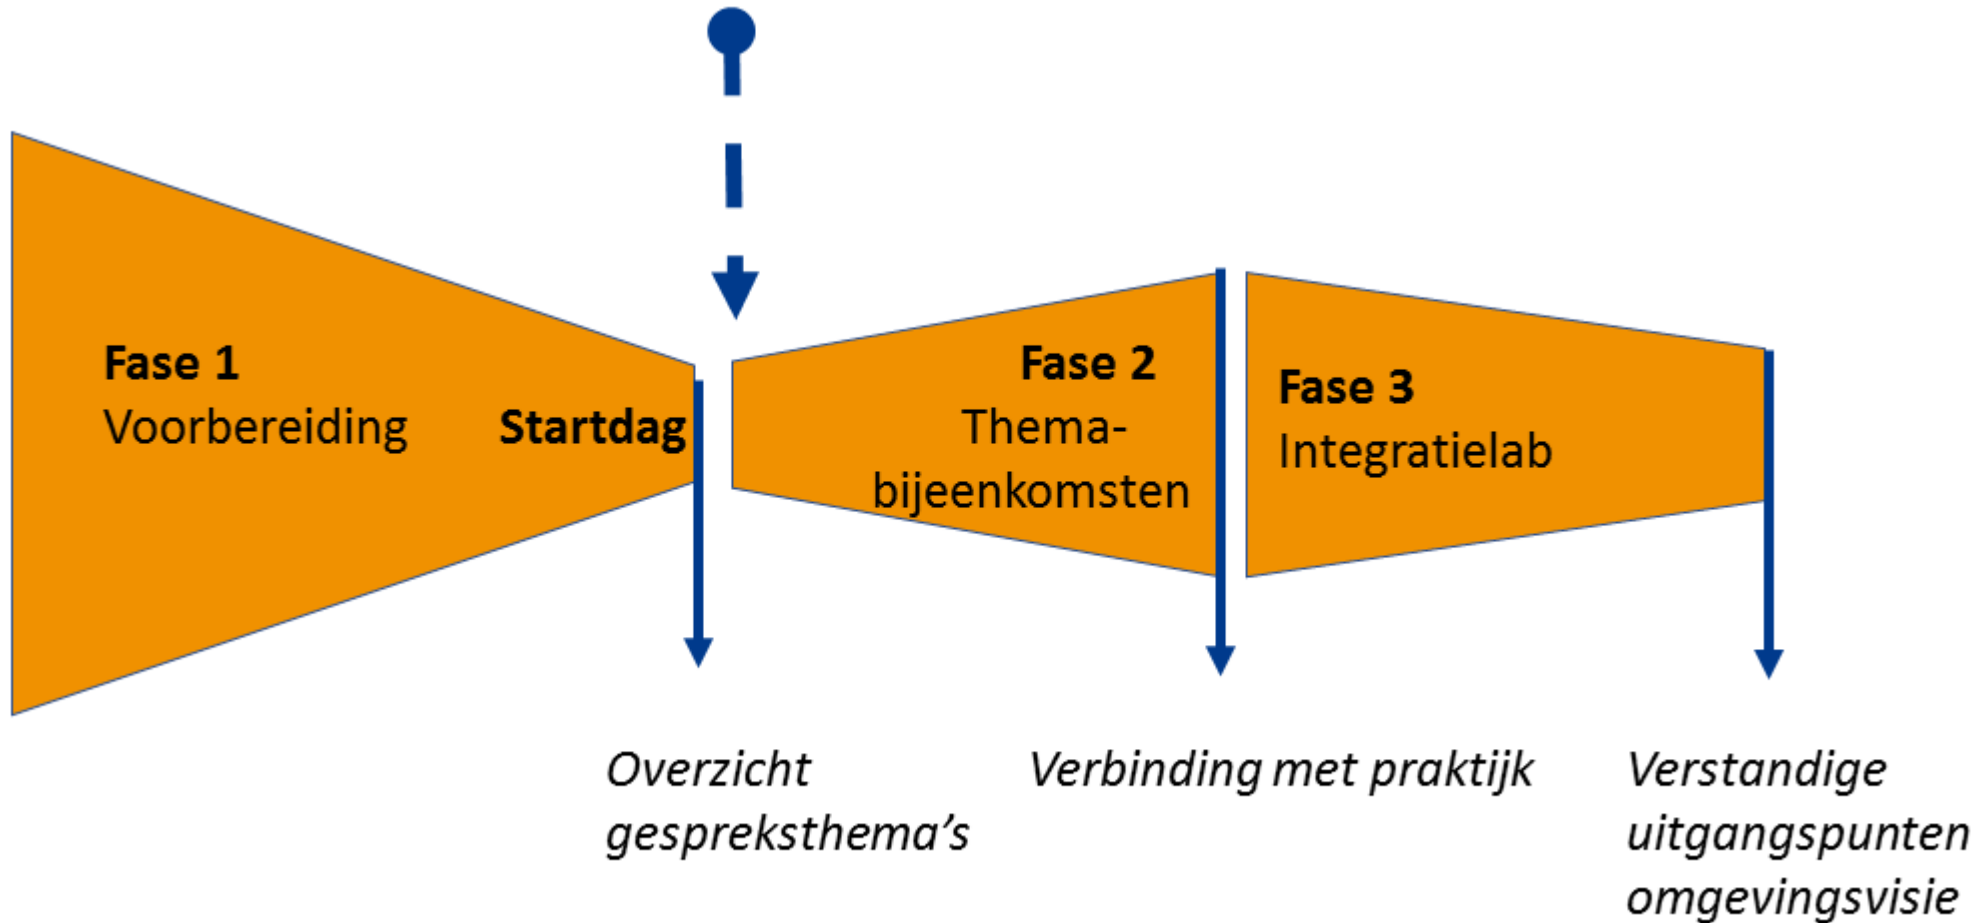 Fase 1
Voorbereiding
Startdag
Fase 2
Thema-
bijeenkomsten
Fase 3
Integratielab
Overzicht
gespreksthema’s
Verbinding met praktijk
Verstandige
uitgangspunten
omgevingsvisie